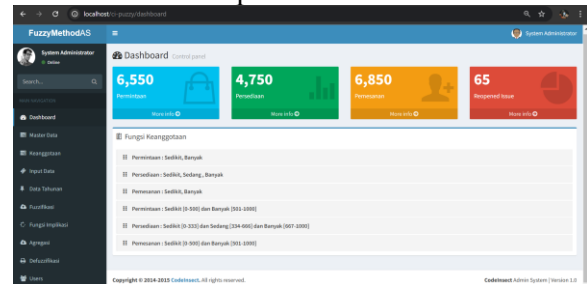 localhost/ci-puzzy/dashboard
FuzzyMethodAS
System Administrator
System Administrator
Online
Dashboard Control panel
Search...
6,550
Permintaan
More info
4,750
Persediaan
More info
6,850
Pemesanan
More info
65
Reopened Issue
More info
MAIN NAVIGATION
Dashboard
Master Data
Keanggotaan
Input Data
Data Tahunan
Fuzzifikasi
Fungsi Implikasi
Agregasi
Defuzzifikasi
Users
Fungsi Keanggotaan
Permintaan : Sedikit, Banyak
Persediaan : Sedikit, Sedang,, Banyak
Pemesanan : Sedikit, Banyak
Permintaan : Sedikit [0-500] dan Banyak [501-1000]
Persediaan : Sedikit [0-333] dan Sedang [334-666] dan Banyak [667-1000]
Pemesanan : Sedikit [0-500] dan Banyak [501-1000]
Copyright © 2014-2015 CodeInsect. All rights reserved.
CodeInsect Admin System | Version 1.0